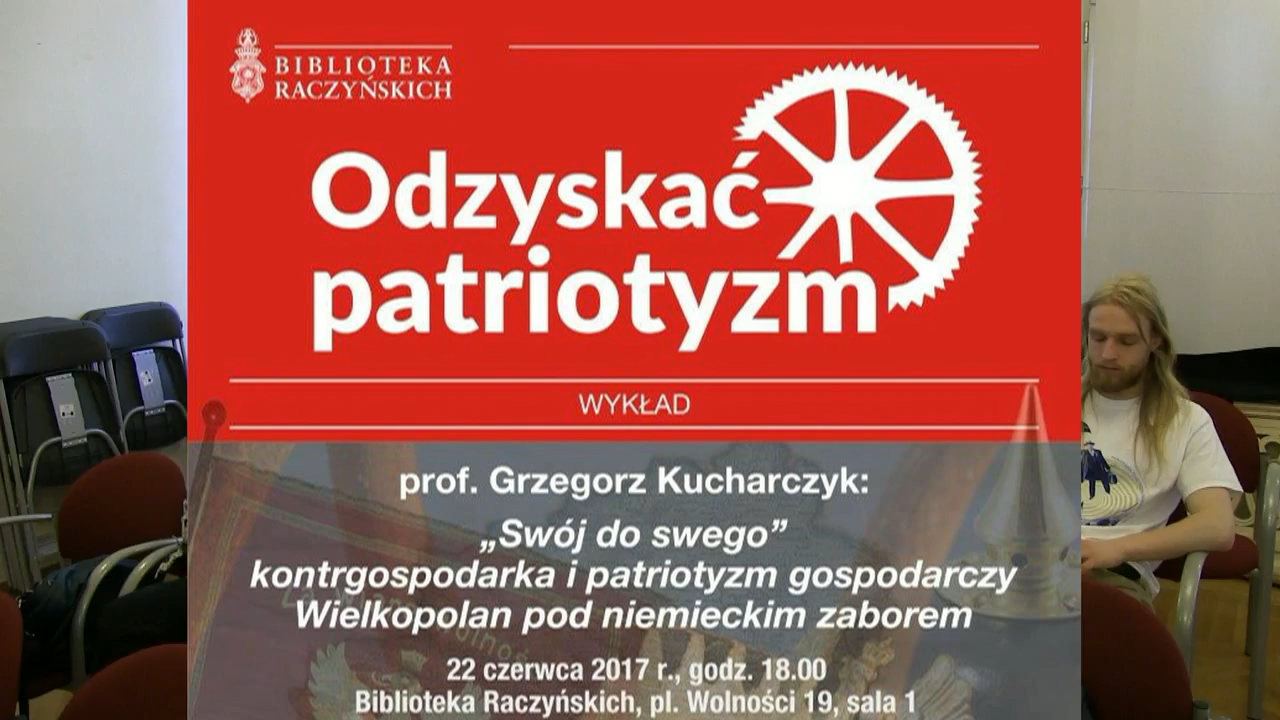 BIBLIOTEKA
RACZYŃSKICH
Odzyskać
patriotyzm
WYKŁAD
prof. Grzegorz Kucharczyk:
„Swój do swego”
kontrgospodarka i patriotyzm gospodarczy
Wielkopolan pod niemieckim zaborem
22 czerwca 2017 r., godz. 18.00
Biblioteka Raczyńskich, pl. Wolności 19, sala 1